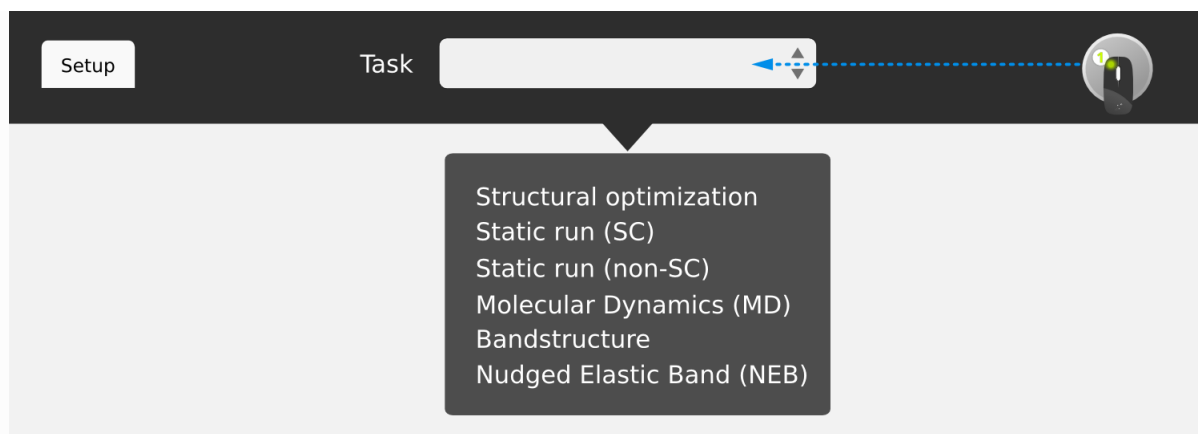 Setup
Task
1
Structural optimization
Static run (SC)
Static run (non-SC)
Molecular Dynamics (MD)
Bandstructure
Nudged Elastic Band (NEB)